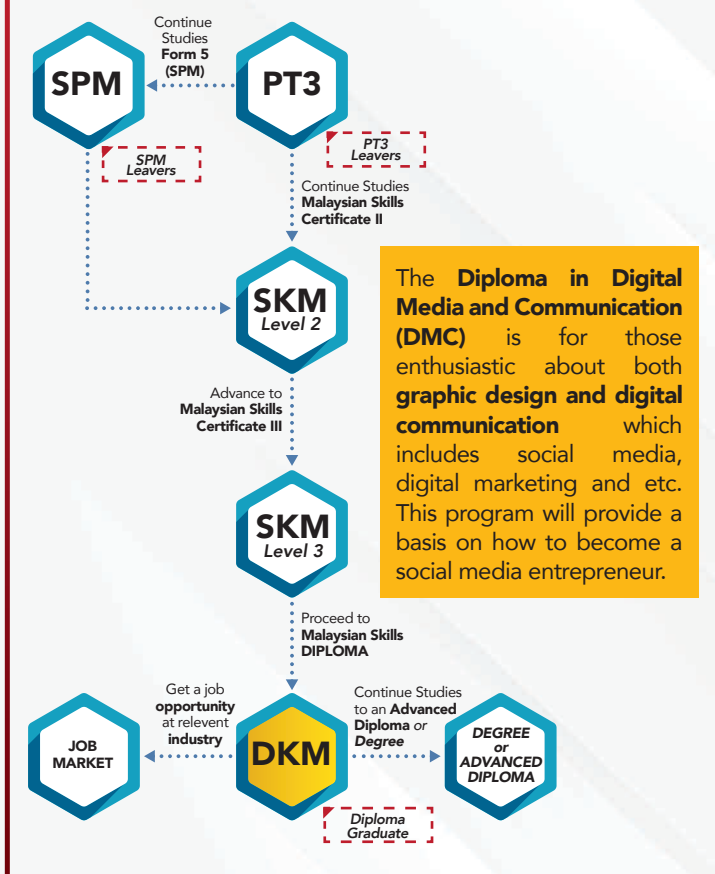 Continue
Studies
Form 5
(SPM)
SPM
PT3
SPM
Leavers
PT3
Leavers
Continue Studies
Malaysian Skills
Certificate II
SKM
Level 2
The Diploma in Digital
Media and Communication
(DMC) is for those
enthusiastic about both
graphic design and digital
communication which
includes social media,
digital marketing and etc.
This program will provide a
basis on how to become a
social media entrepreneur.
Advance to
Malaysian Skills
Certificate III
SKM
Level 3
Proceed to
Malaysian Skills
DIPLOMA
Get a job
opportunity
at relevent
industry
Continue Studies
to an Advanced
Diploma or
Degree
JOB
MARKET
DKM
DEGREE
or
ADVANCED
DIPLOMA
Diploma
Graduate